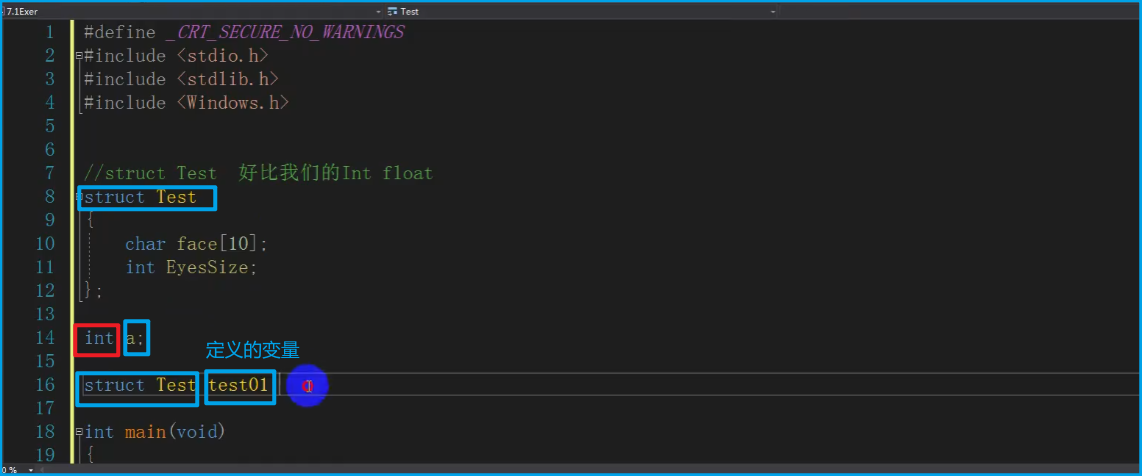 7.1Exer Test
1 #define _CRT_SECURE_NO_WARNINGS
2 #include <stdio.h>
3 #include <stdlib.h>
4 #include <Windows.h>
5
6
7 //struct Test 好比我们的Int float
8 struct Test
9 {
10 char face[10];
11 int EyesSize;
12 };
13
14 int a;
定义的变量
15
16 struct Test test01
17
18 int main(void)
19 {
0 %